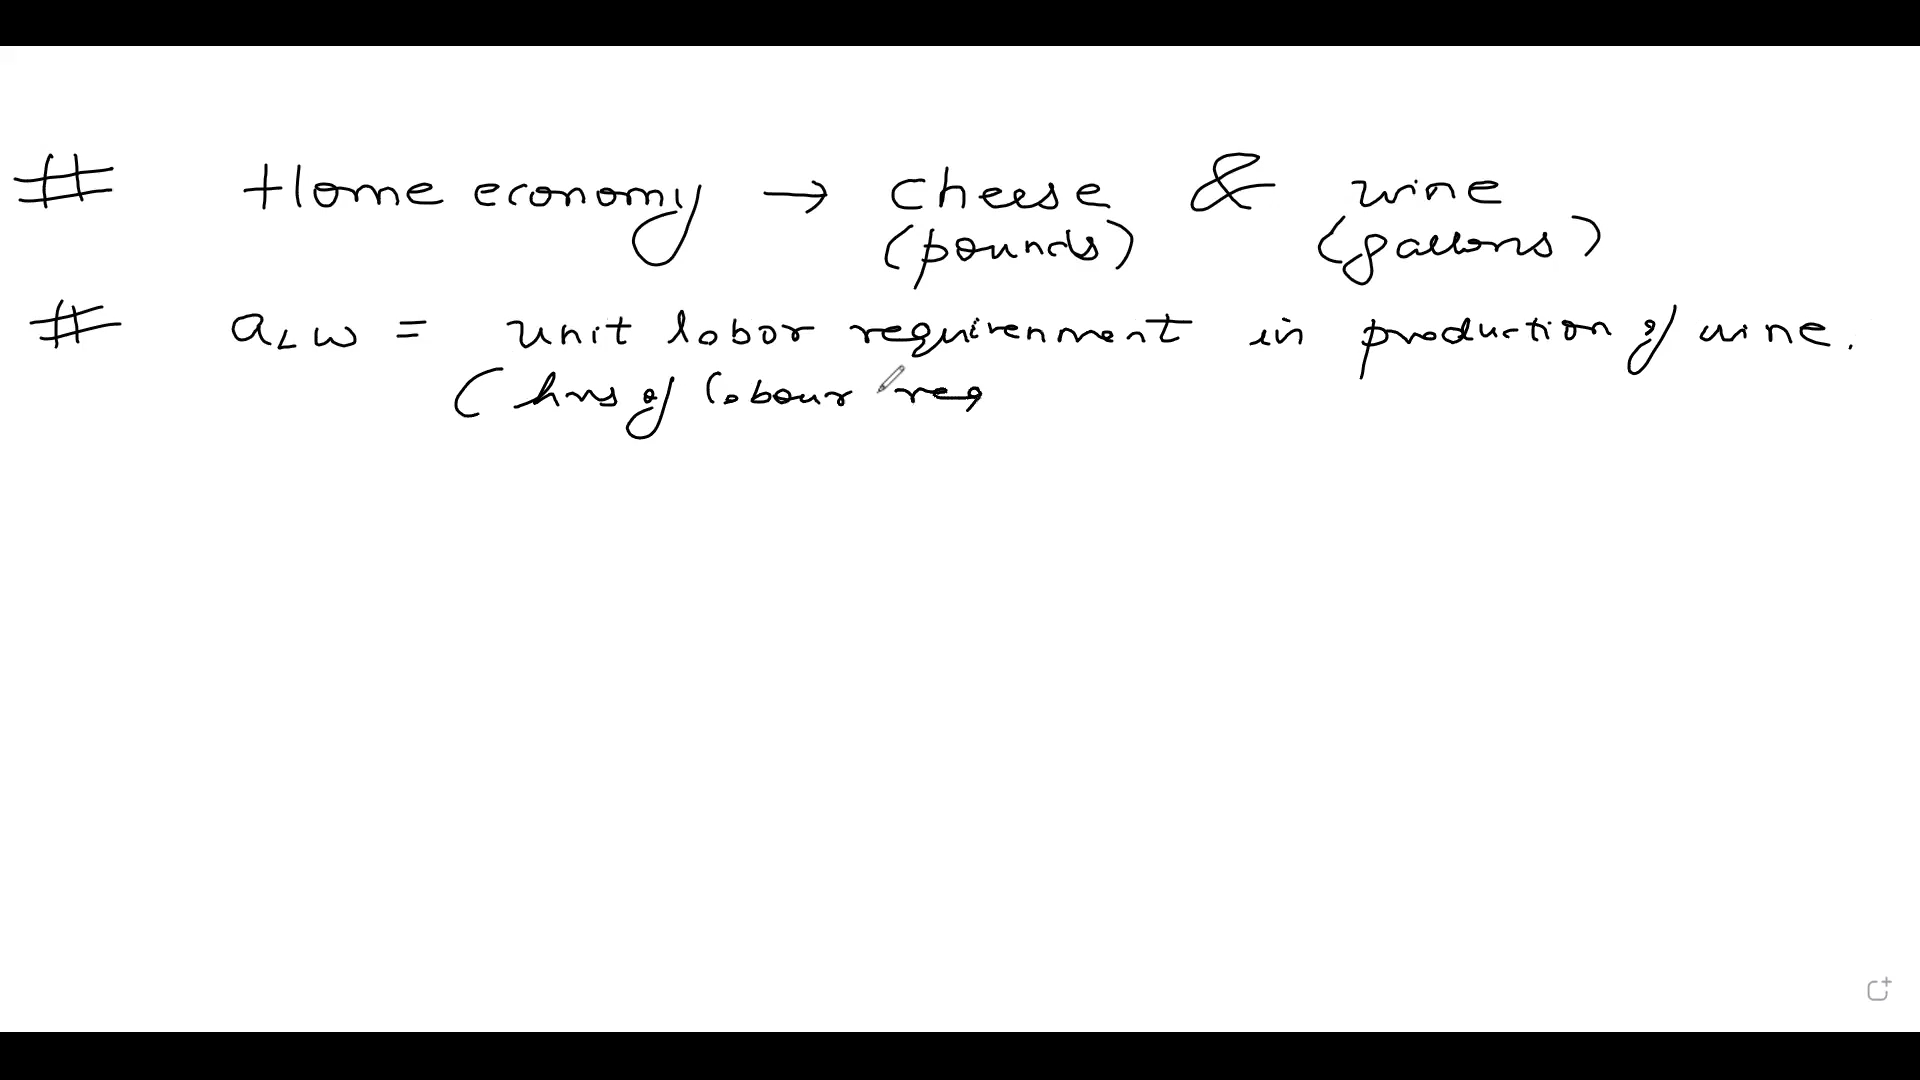 # Home economy → cheese & wine
(pounds) (gallons)
# aLW = unit labor requirenment in production of wine.
(hrs of Labour req